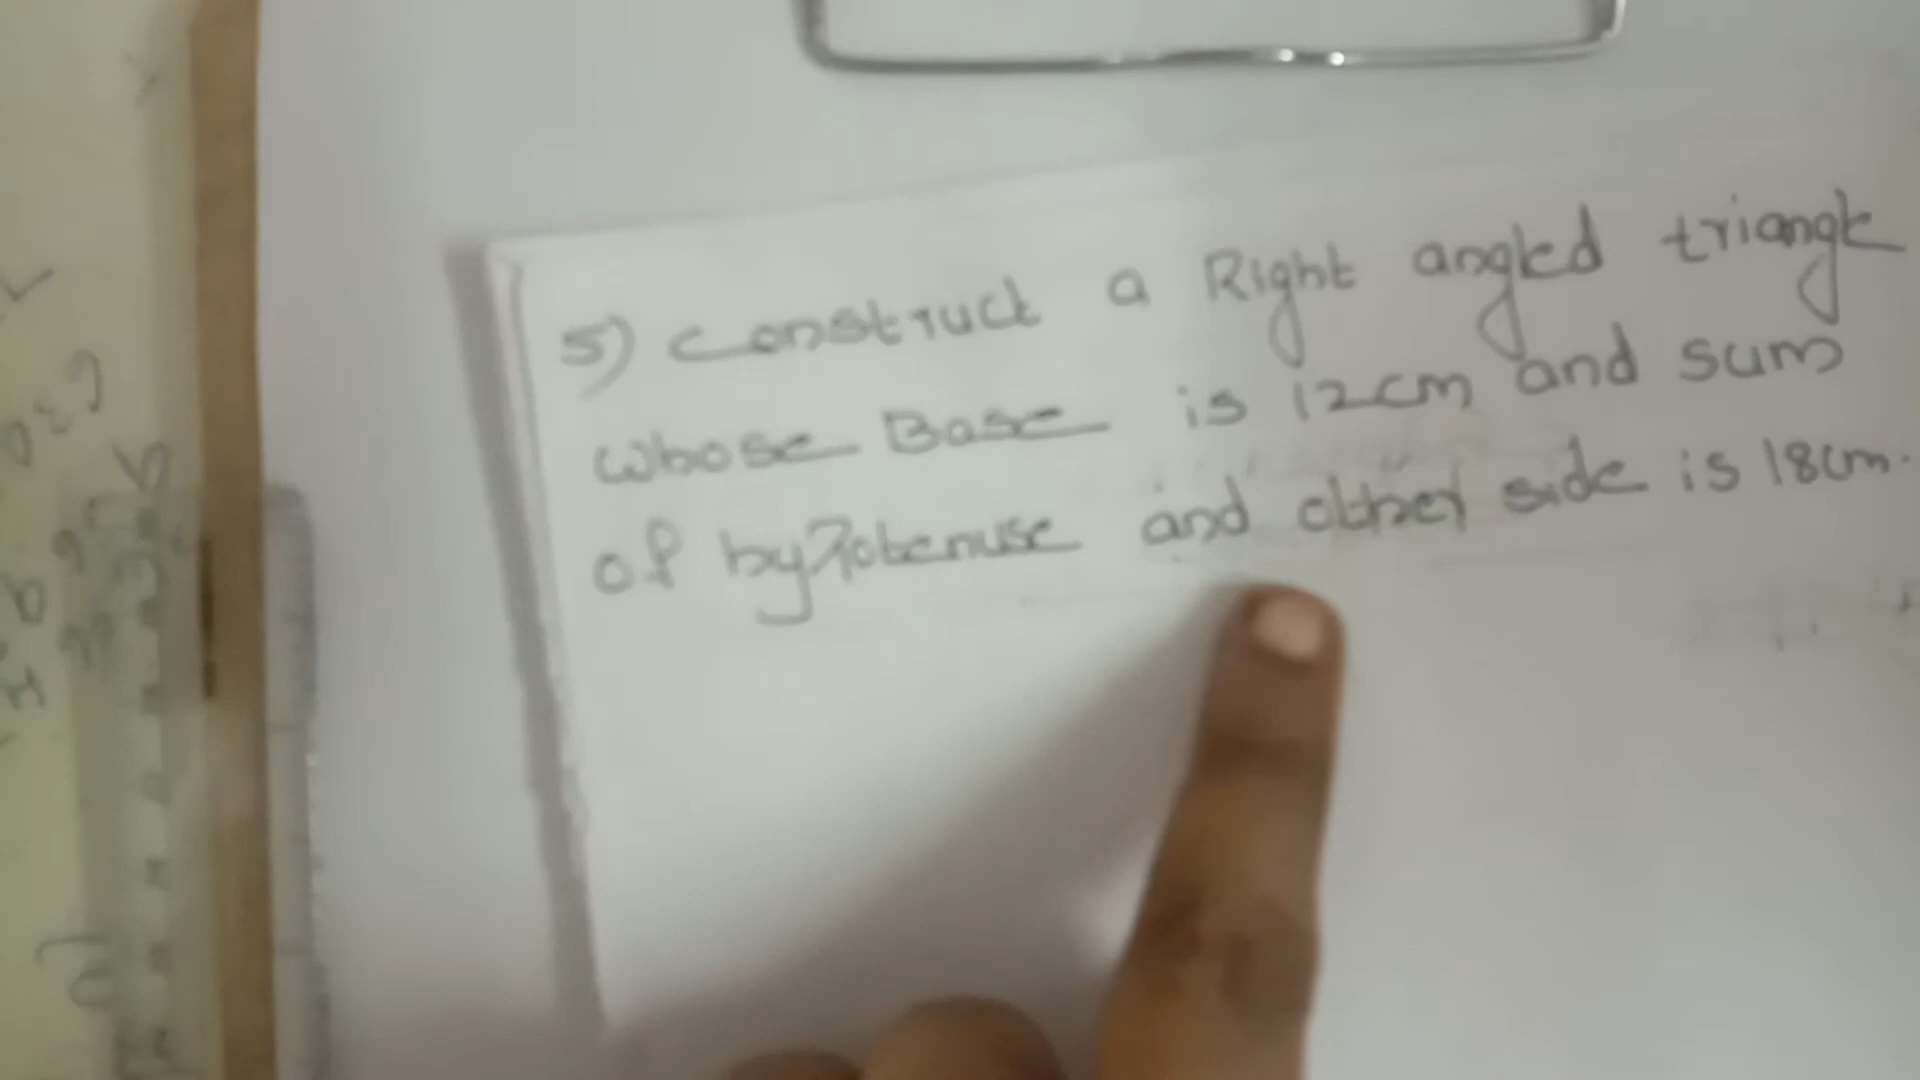 5) Construct a Right angled triangle
whose Base is 12cm and sum
of hypotenuse and other side is 18cm.